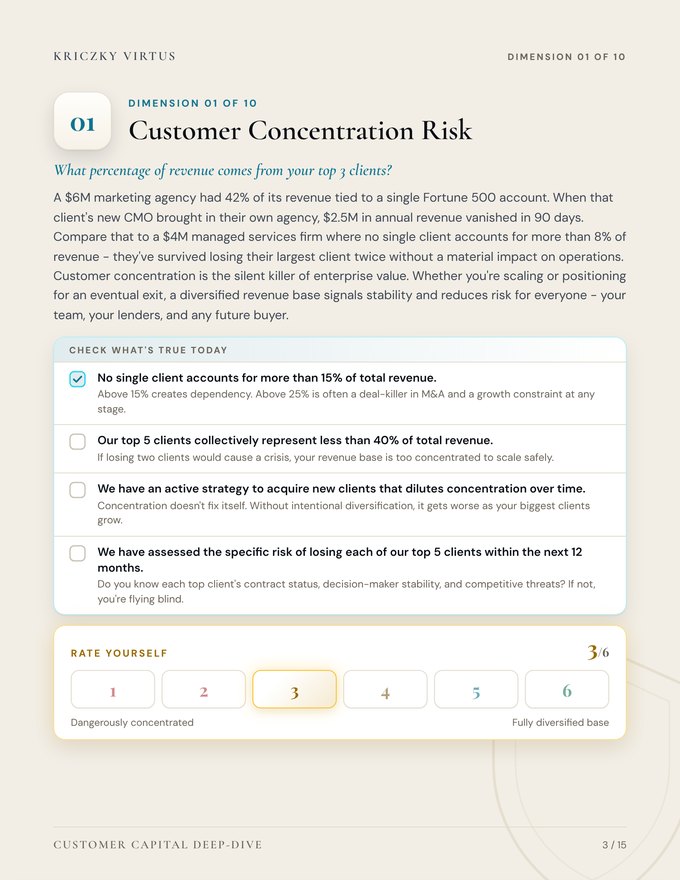 KRICZKY VIRTUS
DIMENSION 01 OF 10
01
DIMENSION 01 OF 10
Customer Concentration Risk
What percentage of revenue comes from your top 3 clients?
A $6M marketing agency had 42% of its revenue tied to a single Fortune 500 account. When that
client's new CMO brought in their own agency, $2.5M in annual revenue vanished in 90 days.
Compare that to a $4M managed services firm where no single client accounts for more than 8% of
revenue – they've survived losing their largest client twice without a material impact on operations.
Customer concentration is the silent killer of enterprise value. Whether you're scaling or positioning
for an eventual exit, a diversified revenue base signals stability and reduces risk for everyone – your
team, your lenders, and any future buyer.
CHECK WHAT'S TRUE TODAY
No single client accounts for more than 15% of total revenue.
Above 15% creates dependency. Above 25% is often a deal-killer in M&A and a growth constraint at any
stage.
Our top 5 clients collectively represent less than 40% of total revenue.
If losing two clients would cause a crisis, your revenue base is too concentrated to scale safely.
We have an active strategy to acquire new clients that dilutes concentration over time.
Concentration doesn't fix itself. Without intentional diversification, it gets worse as your biggest clients
grow.
We have assessed the specific risk of losing each of our top 5 clients within the next 12
months.
Do you know each top client's contract status, decision-maker stability, and competitive threats? If not,
you're flying blind.
RATE YOURSELF
3/6
1 2 3 4 5 6
Dangerously concentrated
Fully diversified base
CUSTOMER CAPITAL DEEP-DIVE
3 / 15